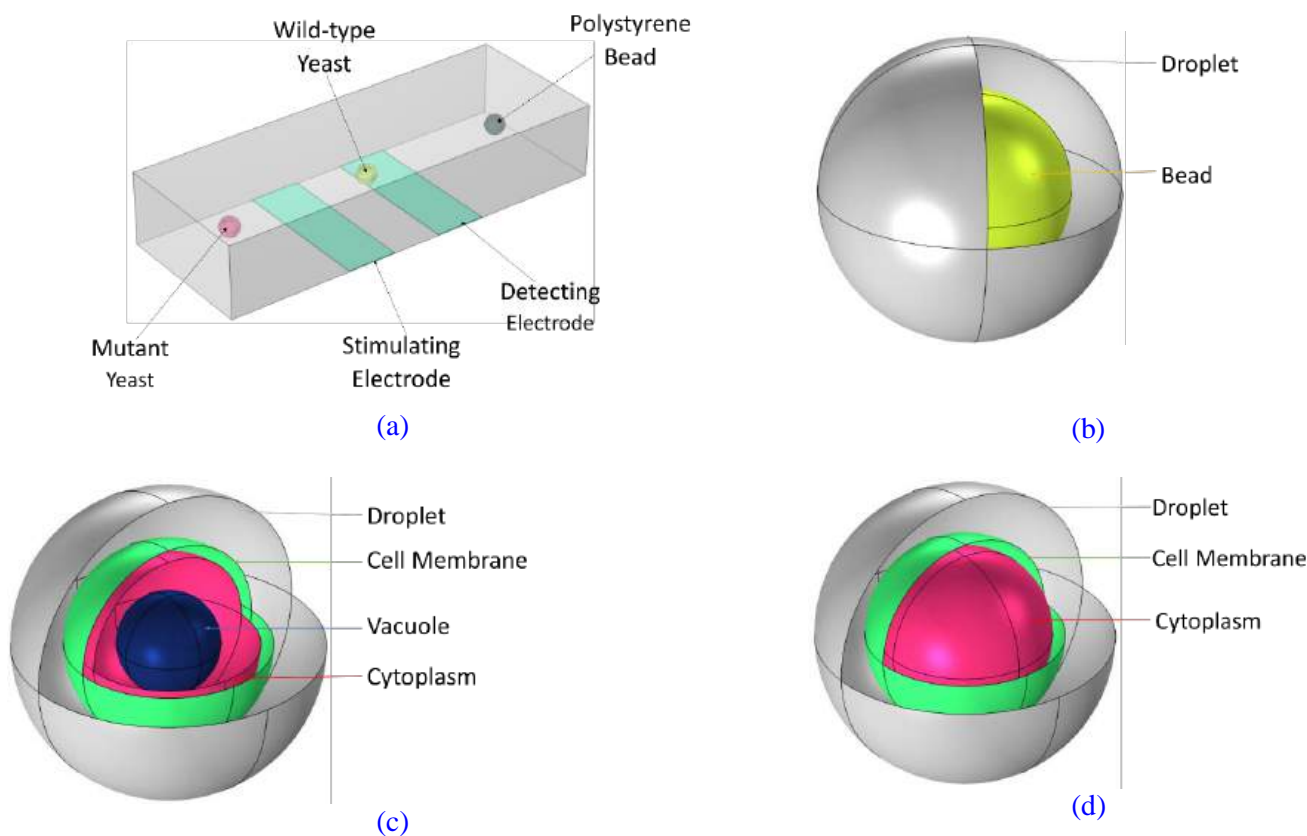 Wild-type
Yeast
Polystyrene
Bead
Detecting
Electrode
Mutant
Yeast
Stimulating
Electrode
(a)
Droplet
Bead
(b)
Droplet
Cell Membrane
Vacuole
Cytoplasm
(c)
Droplet
Cell Membrane
Cytoplasm
(d)